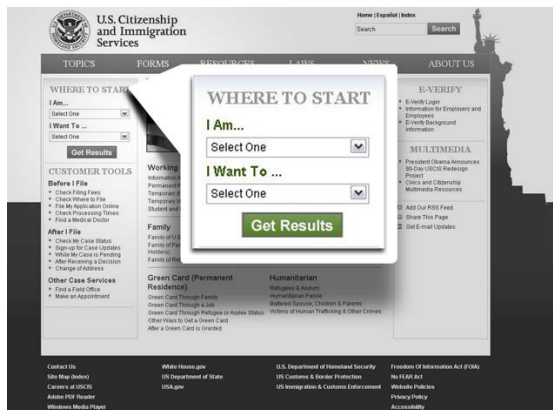 U.S. Citizenship
and Immigration
Services
Home | Español | Index
Search
Search
TOPICS
FORMS
RESOURCES
LAWS
NEWS
ABOUT US
WHERE TO START
I Am...
Select One
I Want To ...
Select One
Get Results
CUSTOMER TOOLS
Before I File
Check Filing Fees
Check Where to File
File My Application Online
Check Processing Times
Find a Medical Doctor
After I File
Check My Case Status
Sign-up for Case Updates
While My Case is Pending
After Receiving a Decision
Change of Address
Other Case Services
Find a Field Office
Make an Appointment
WHERE TO START
I Am...
Select One
I Want To ...
Select One
Get Results
Working
Family
Green Card (Permanent
Residence)
Green Card Through Family
Green Card Through a Job
Green Card Through Refugee or Asylee Status
Other Ways to Get a Green Card
After a Green Card is Granted
Humanitarian
Refugees & Asylum
Humanitarian Parole
Battered Spouse, Children & Parents
Victims of Human Trafficking & Other Crimes
E-VERIFY
E-Verify Login
Information for Employers and
Employees
E-Verify Background
Information
MULTIMEDIA
President Obama Announces
90-Day USCIS Redesign
Project
Civics and Citizenship
Multimedia Resources
Add Our RSS Feed
Share This Page
Get E-mail Updates
Contact Us
Site Map (Index)
Careers at USCIS
Adobe PDF Reader
Windows Media Player
White House.gov
US Department of State
USA.gov
U.S. Department of Homeland Security
US Customs & Border Protection
US Immigration & Customs Enforcement
Freedom Of Information Act (FOIA)
No FEAR Act
Website Policies
Privacy Policy
Accessibility